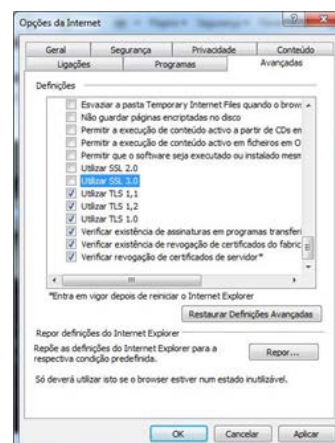 Opções da Internet
Geral Segurança Privacidade Conteúdo
Ligações Programas Avançadas
Definições
Esvaziar a pasta Temporary Internet Files quando o brows
Não guardar páginas encriptadas no disco
Permitir a execução de conteúdo activo a partir de CDs em
Permitir a execução de conteúdo activo em ficheiros em O
Permitir que o software seja executado ou instalado mesm
Utilizar SSL 2.0
Utilizar SSL 3.0
Utilizar TLS 1,1
Utilizar TLS 1,2
Utilizar TLS 1.0
Verificar existência de assinaturas em programas transferi
Verificar existência de revogação de certificados do fabric
Verificar revogação de certificados de servidor*
*Entra em vigor depois de reiniciar o Internet Explorer
Restaurar Definições Avançadas
Repor definições do Internet Explorer
Repõe as definições do Internet Explorer para a
respectiva condição predefinida.
Repor...
Só deverá utilizar isto se o browser estiver num estado inutilizável.
OK Cancelar Aplicar